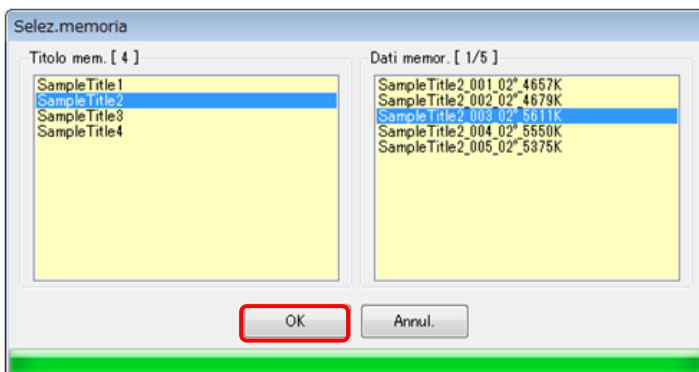 Selez.memoria
Titolo mem. [ 4 ]
SampleTitle1
SampleTitle2
SampleTitle3
SampleTitle4
Dati memor. [ 1/5 ]
SampleTitle2_001_02°_4657K
SampleTitle2_002_02°_4679K
SampleTitle2_003_02°_5611K
SampleTitle2_004_02°_5550K
SampleTitle2_005_02°_5375K
OK
Annul.